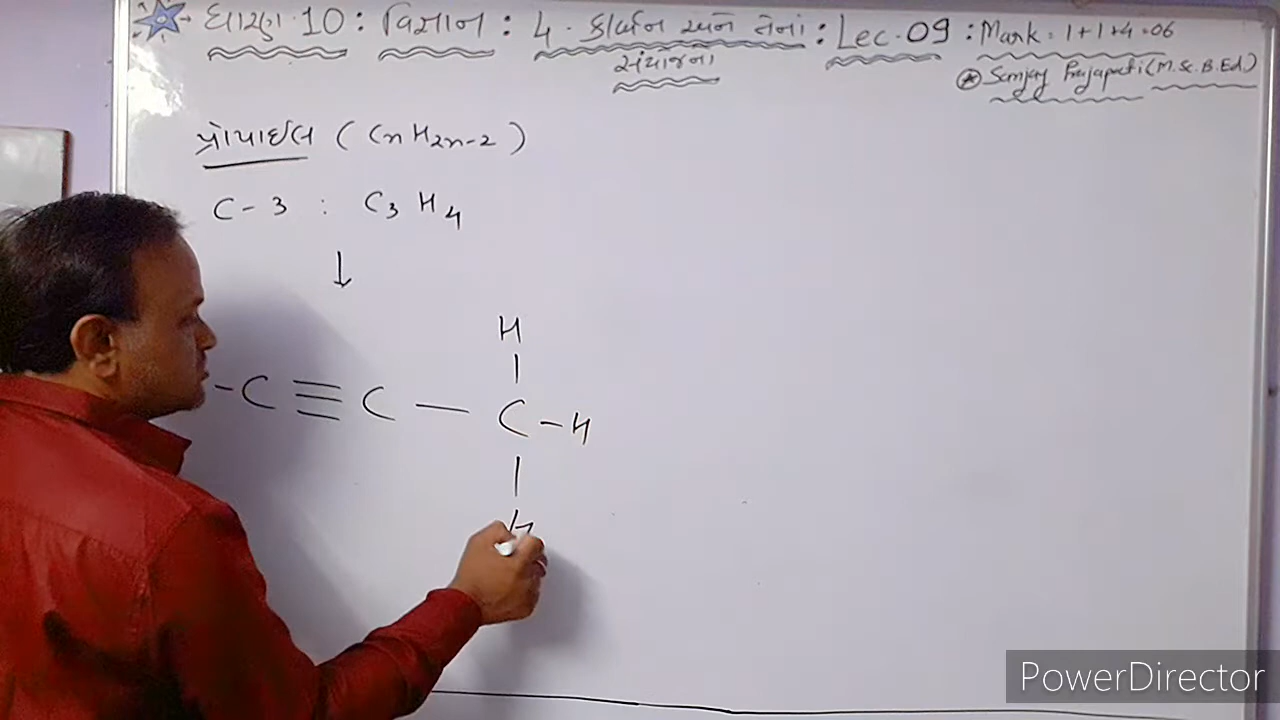 ધોરણ 10 : વિજ્ઞાન : 4. કાર્બન અને તેનાં : Lec. 09 : Mark : 1+1+4=06
સંયોજનો
Sanjay Prajapati (M.Sc. B.Ed.)
પ્રોપાઈન (CnH2n-2)
C-3 : C3H4
↓
H
|
-C≡C — C-H
|
H
PowerDirector